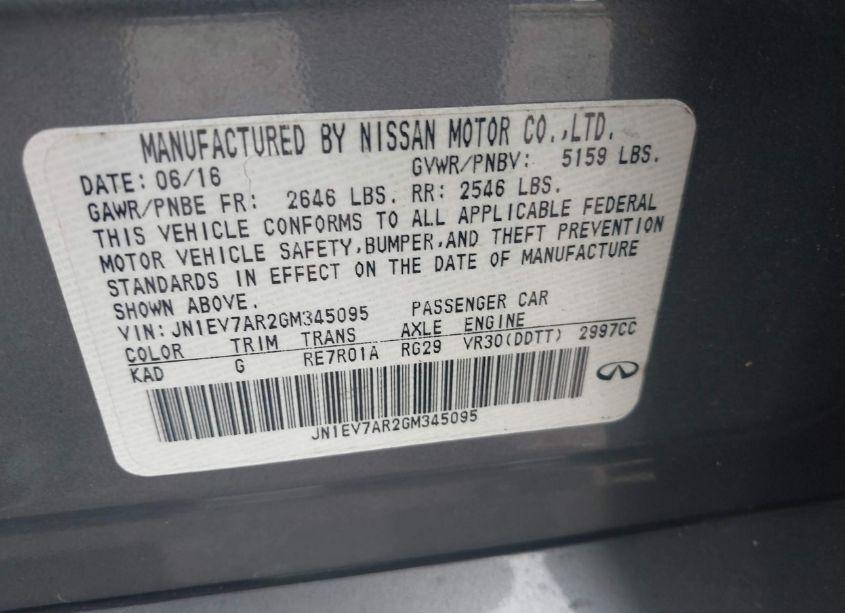 MANUFACTURED BY NISSAN MOTOR CO.,LTD.
DATE: 06/16 GVWR/PNBV: 5159 LBS.
GAWR/PNBE FR: 2646 LBS. RR: 2546 LBS.
THIS VEHICLE CONFORMS TO ALL APPLICABLE FEDERAL
MOTOR VEHICLE SAFETY,BUMPER,AND THEFT PREVENTION
STANDARDS IN EFFECT ON THE DATE OF MANUFACTURE
SHOWN ABOVE.
VIN: JN1EV7AR2GM345095 PASSENGER CAR
COLOR TRIM TRANS AXLE ENGINE
KAD G RE7R01A RG29 VR30(DDTT) 2997CC
JN1EV7AR2GM345095